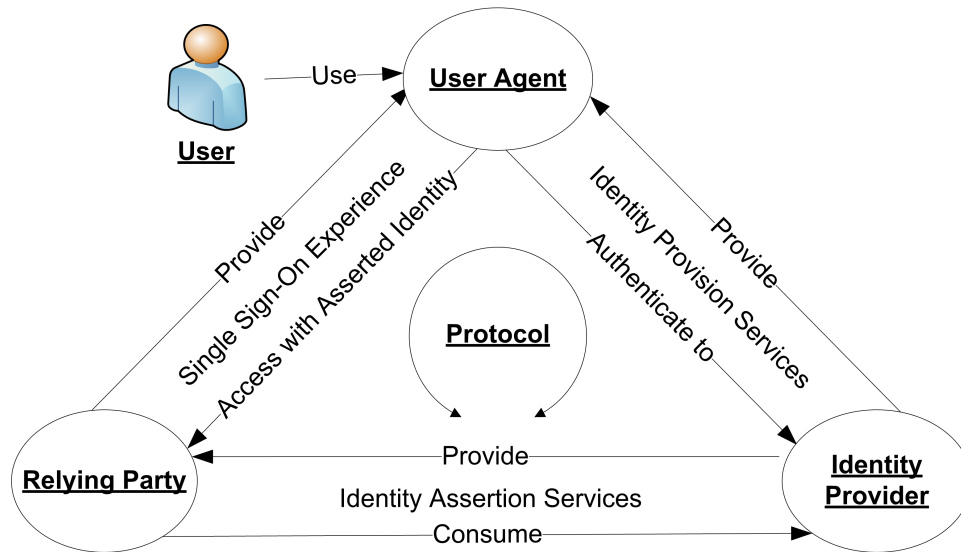 Use
User Agent
User
Provide
Single Sign-On Experience
Access with Asserted Identity
Identity Provision Services
Authenticate to
Provide
Protocol
Relying Party
Provide
Identity Assertion Services
Consume
Identity
Provider